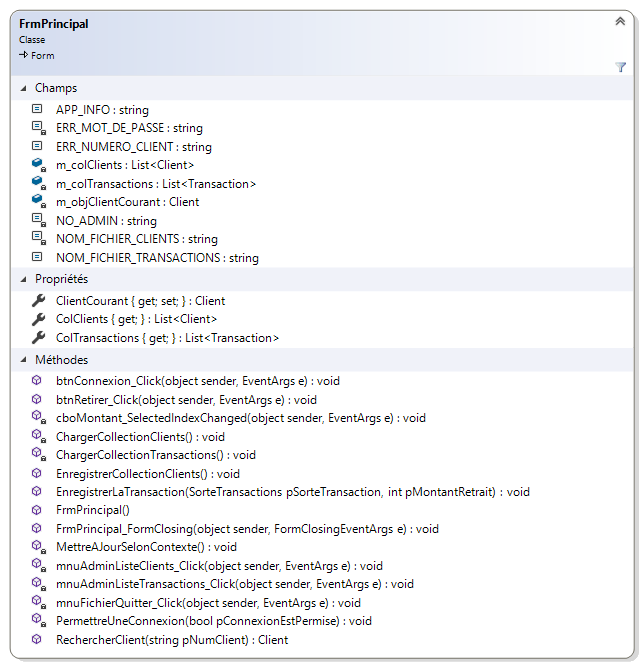 FrmPrincipal
Classe
Form
Champs
APP_INFO : string
ERR_MOT_DE_PASSE : string
ERR_NUMERO_CLIENT : string
m_colClients : List<Client>
m_colTransactions : List<Transaction>
m_objClientCourant : Client
NO_ADMIN : string
NOM_FICHIER_CLIENTS : string
NOM_FICHIER_TRANSACTIONS : string
Propriétés
ClientCourant { get; set; } : Client
ColClients { get; } : List<Client>
ColTransactions { get; } : List<Transaction>
Méthodes
btnConnexion_Click(object sender, EventArgs e) : void
btnRetirer_Click(object sender, EventArgs e) : void
cboMontant_SelectedIndexChanged(object sender, EventArgs e) : void
ChargerCollectionClients() : void
ChargerCollectionTransactions() : void
EnregistrerCollectionClients() : void
EnregistrerLaTransaction(SorteTransactions pSorteTransaction, int pMontantRetrait) : void
FrmPrincipal()
FrmPrincipal_FormClosing(object sender, FormClosingEventArgs e) : void
MettreAJourSelonContexte() : void
mnuAdminListeClients_Click(object sender, EventArgs e) : void
mnuAdminListeTransactions_Click(object sender, EventArgs e) : void
mnuFichierQuitter_Click(object sender, EventArgs e) : void
PermettreUneConnexion(bool pConnexionEstPermise) : void
RechercherClient(string pNumClient) : Client